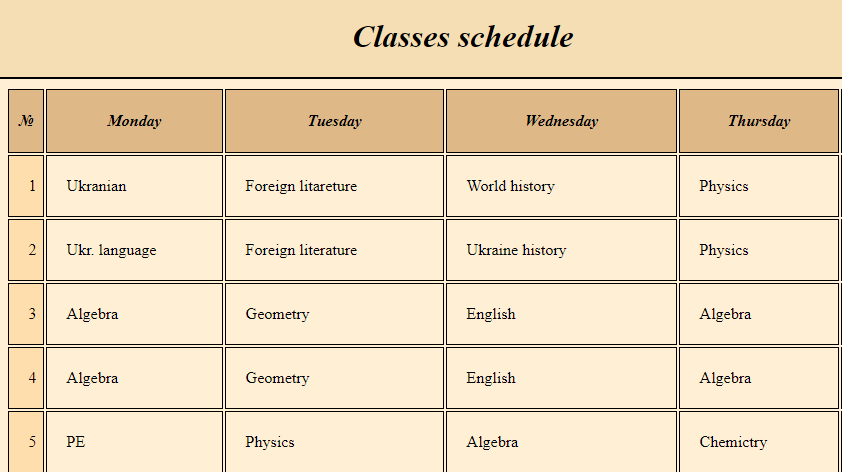 Classes schedule
№ Monday Tuesday Wednesday Thursday
1 Ukranian Foreign litareture World history Physics
2 Ukr. language Foreign literature Ukraine history Physics
3 Algebra Geometry English Algebra
4 Algebra Geometry English Algebra
5 PE Physics Algebra Chemictry